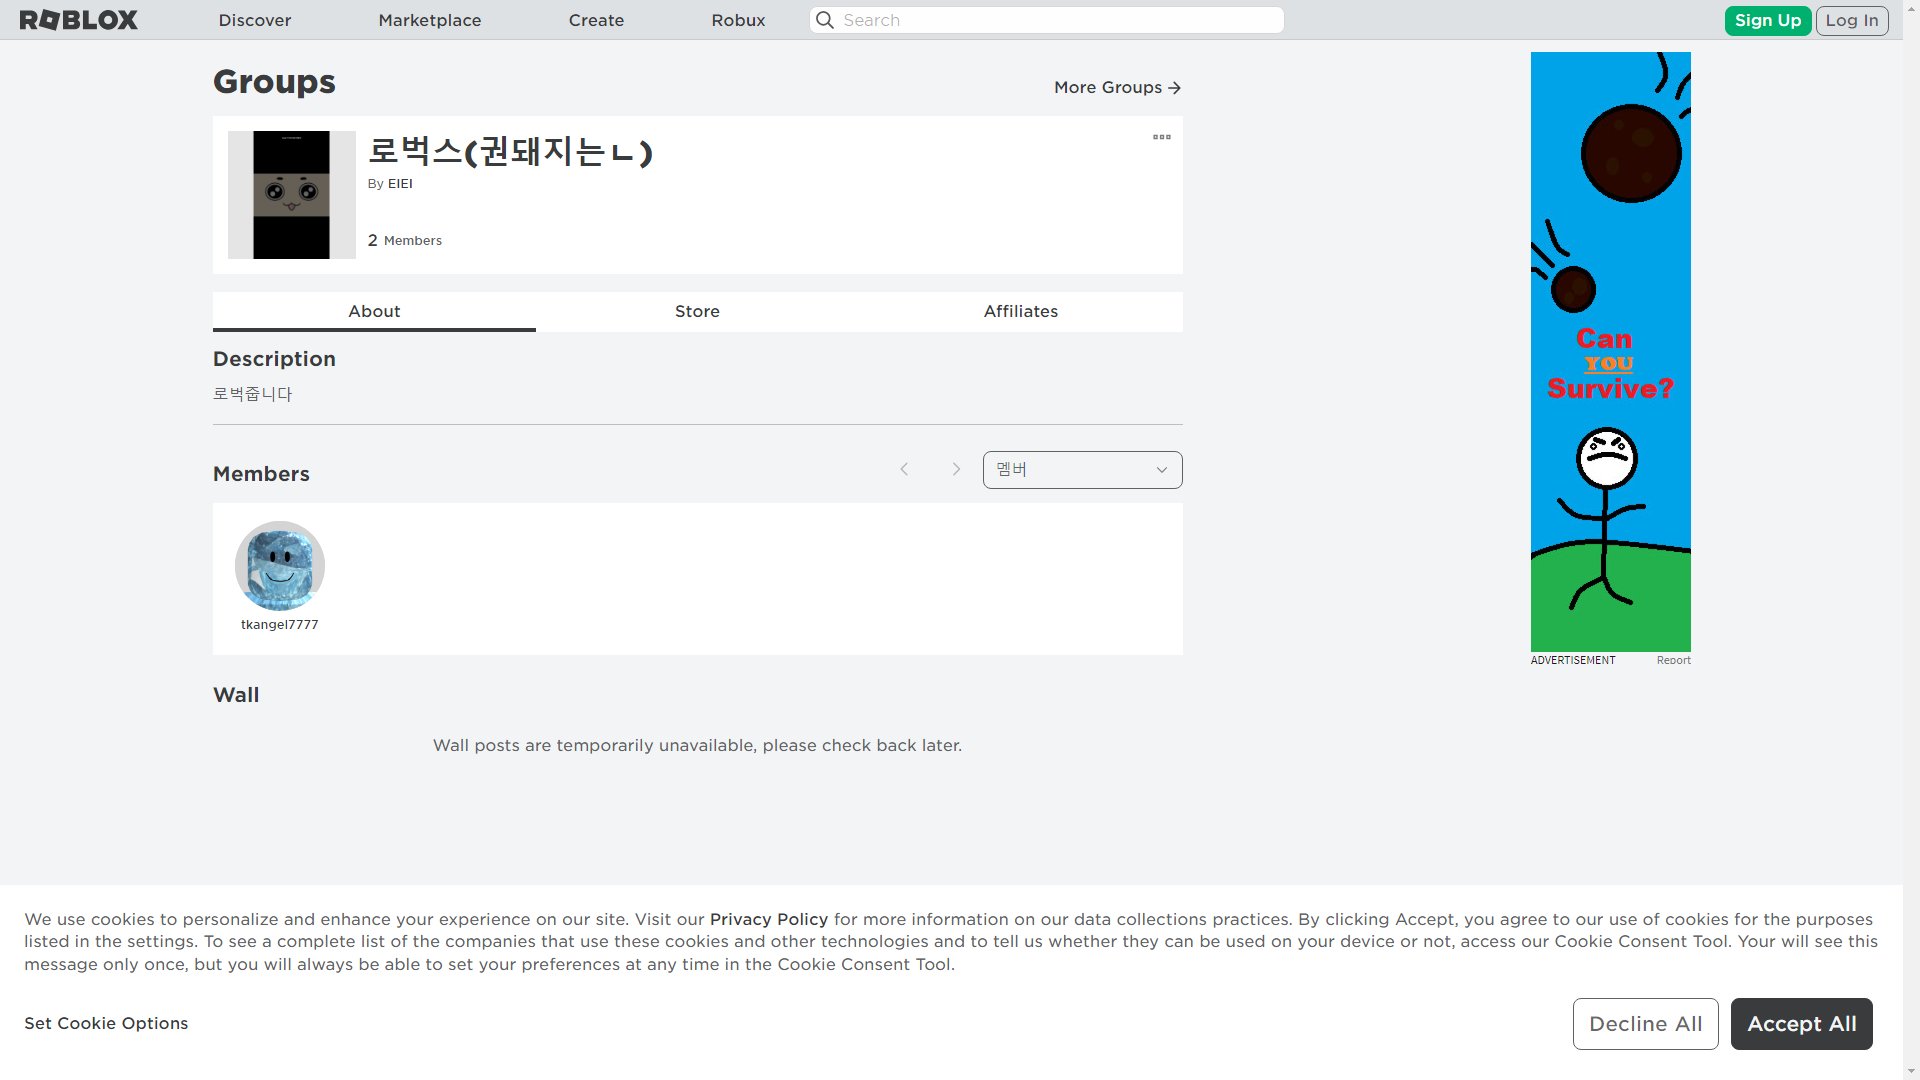 ROBLOX
Discover
Marketplace
Create
Robux
Search
Sign Up
Log In
Groups
More Groups
로벅스(권돼지는ㄴ)
By EIEI
2 Members
About
Store
Affiliates
Description
로벅줍니다
Members
멤버
tkangel7777
Wall
Wall posts are temporarily unavailable, please check back later.
Can
YOU
Survive?
ADVERTISEMENT
Report
We use cookies to personalize and enhance your experience on our site. Visit our Privacy Policy for more information on our data collections practices. By clicking Accept, you agree to our use of cookies for the purposes
listed in the settings. To see a complete list of the companies that use these cookies and other technologies and to tell us whether they can be used on your device or not, access our Cookie Consent Tool. Your will see this
message only once, but you will always be able to set your preferences at any time in the Cookie Consent Tool.
Set Cookie Options
Decline All
Accept All